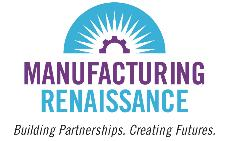 MANUFACTURING
RENAISSANCE
Building Partnerships. Creating Futures.